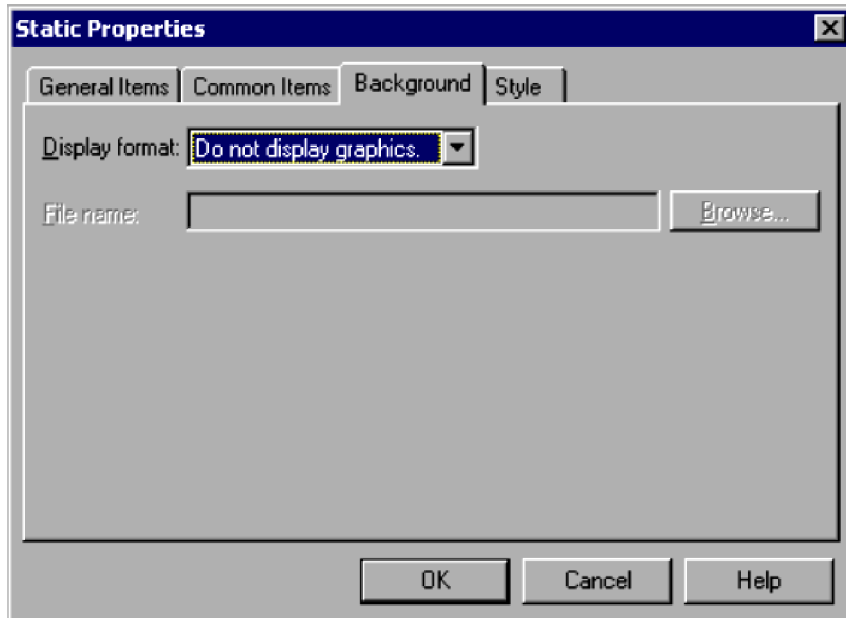 Static Properties
General Items Common Items Background Style
Display format: Do not display graphics.
File name: Browse...
OK Cancel Help